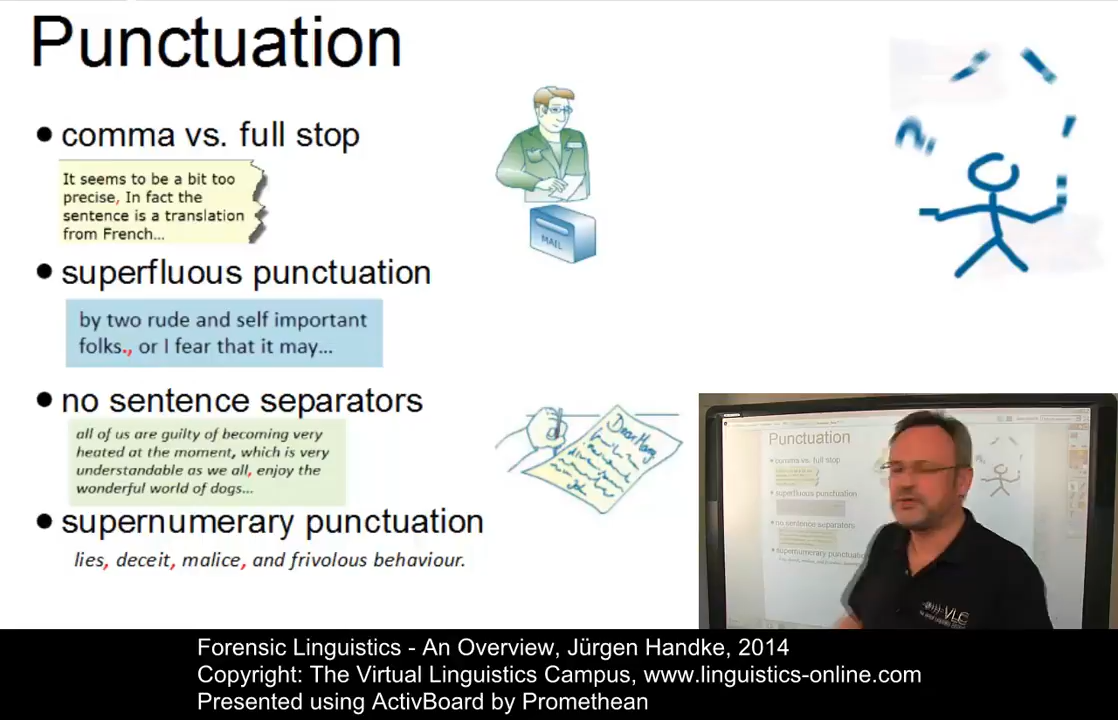 Punctuation
• comma vs. full stop
It seems to be a bit too
precise, In fact the
sentence is a translation
from French...
MAIL
• superfluous punctuation
by two rude and self important
folks., or I fear that it may...
• no sentence separators
all of us are guilty of becoming very
heated at the moment, which is very
understandable as we all, enjoy the
wonderful world of dogs...
• supernumerary punctuation
lies, deceit, malice, and frivolous behaviour.
Dear Mary
Punctuation
comma vs. full stop
superfluous punctuation
no sentence separators
supernumerary punctuatio
VLC
Forensic Linguistics - An Overview, Jürgen Handke, 2014
Copyright: The Virtual Linguistics Campus, www.linguistics-online.com
Presented using ActivBoard by Promethean